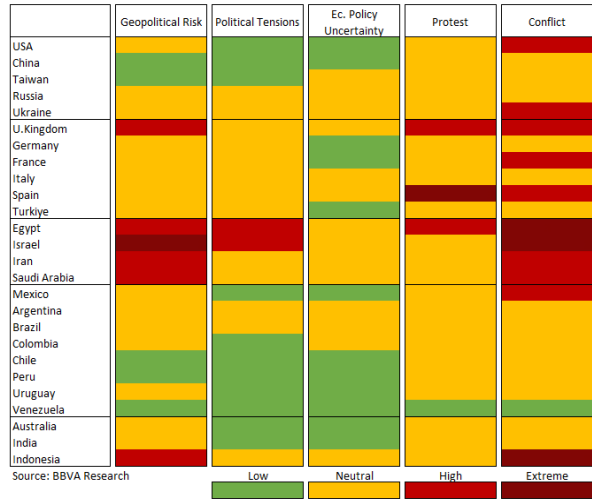 Geopolitical Risk Political Tensions Ec. Policy Uncertainty Protest Conflict
USA
China
Taiwan
Russia
Ukraine
U.Kingdom
Germany
France
Italy
Spain
Turkiye
Egypt
Israel
Iran
Saudi Arabia
Mexico
Argentina
Brazil
Colombia
Chile
Peru
Uruguay
Venezuela
Australia
India
Indonesia
Source: BBVA Research Low Neutral High Extreme